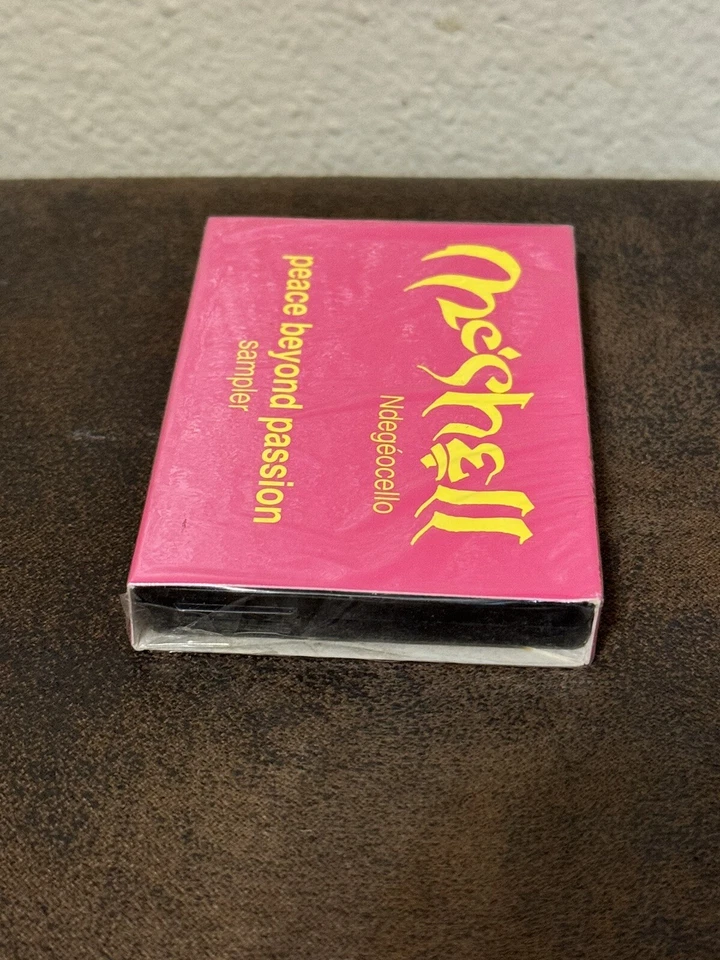 Me'shell
Ndegéocello
peace beyond passion
sampler